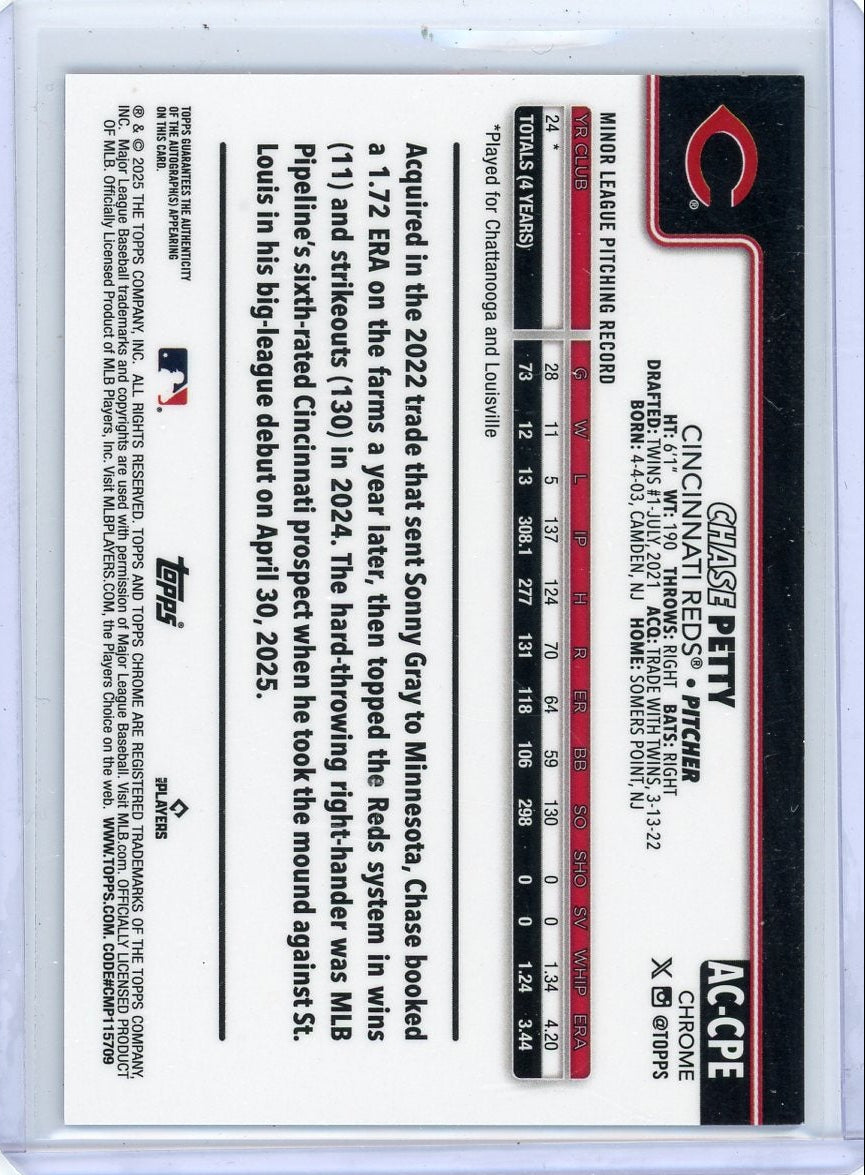 CHASE PETTY
CINCINNATI REDS® • PITCHER
HT: 6'1" WT: 190 THROWS: RIGHT BATS: RIGHT
DRAFTED: TWINS #1-JULY, 2021 ACQ: TRADE WITH TWINS, 3-13-22
BORN: 4-4-03, CAMDEN, NJ HOME: SOMERS POINT, NJ
AC-CPE
CHROME
X @TOPPS
C ®
MINOR LEAGUE PITCHING RECORD
YR CLUB G W L IP H R ER BB SO SHO SV WHIP ERA
24 * 28 11 5 137 124 70 64 59 130 0 0 1.34 4.20
TOTALS (4 YEARS) 73 12 13 308.1 277 131 118 106 298 0 0 1.24 3.44
*Played for Chattanooga and Louisville
Acquired in the 2022 trade that sent Sonny Gray to Minnesota, Chase booked
a 1.72 ERA on the farms a year later, then topped the Reds system in wins
(11) and strikeouts (130) in 2024. The hard-throwing right-hander was MLB
Pipeline's sixth-rated Cincinnati prospect when he took the mound against St.
Louis in his big-league debut on April 30, 2025.
TOPPS GUARANTEES THE AUTHENTICITY
OF THE AUTOGRAPH(S) APPEARING
ON THIS CARD.
topps®
MLB PLAYERS
® & © 2025 THE TOPPS COMPANY, INC. ALL RIGHTS RESERVED. TOPPS AND TOPPS CHROME ARE REGISTERED TRADEMARKS OF THE TOPPS COMPANY,
INC. Major League Baseball trademarks and copyrights are used with permission of Major League Baseball. Visit MLB.com. OFFICIALLY LICENSED PRODUCT
OF MLB. Officially Licensed Product of MLB Players, Inc. Visit MLBPLAYERS.COM, the Players Choice on the web. WWW.TOPPS.COM. CODE#CMP115709